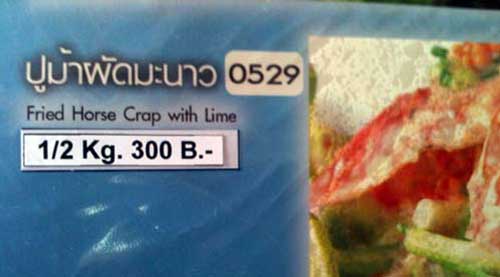 ปูม้าผัดมะนาว 0529
Fried Horse Crap with Lime
1/2 Kg. 300 B.-